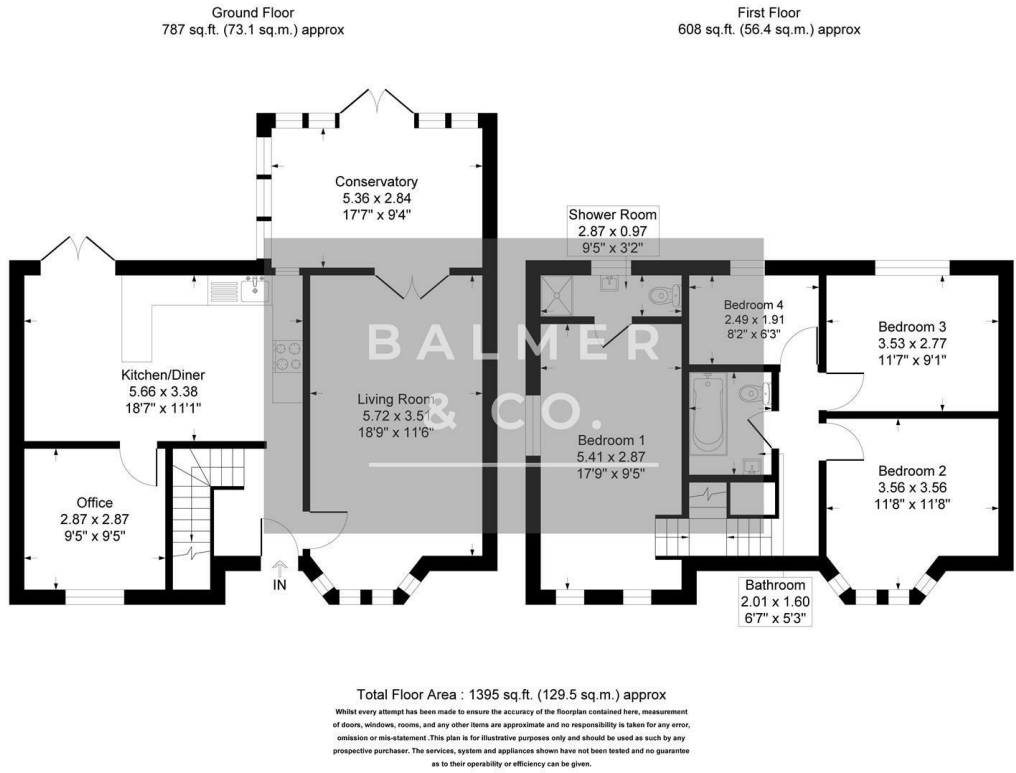 Ground Floor
787 sq.ft. (73.1 sq.m.) approx
First Floor
608 sq.ft. (56.4 sq.m.) approx
Conservatory
5.36 x 2.84
17'7" x 9'4"
Shower Room
2.87 x 0.97
9'5" x 3'2"
Bedroom 4
2.49 x 1.91
8'2" x 6'3"
Bedroom 3
3.53 x 2.77
11'7" x 9'1"
BALMER
& CO.
Kitchen/Diner
5.66 x 3.38
18'7" x 11'1"
Living Room
5.72 x 3.51
18'9" x 11'6"
Bedroom 1
5.41 x 2.87
17'9" x 9'5"
Bedroom 2
3.56 x 3.56
11'8" x 11'8"
Office
2.87 x 2.87
9'5" x 9'5"
IN
Bathroom
2.01 x 1.60
6'7" x 5'3"
Total Floor Area : 1395 sq.ft. (129.5 sq.m.) approx
Whilst every attempt has been made to ensure the accuracy of the floorplan contained here, measurement
of doors, windows, rooms, and any other items are approximate and no responsibility is taken for any error,
omission or mis-statement .This plan is for illustrative purposes only and should be used as such by any
prospective purchaser. The services, system and appliances shown have not been tested and no guarantee
as to their operability or efficiency can be given.